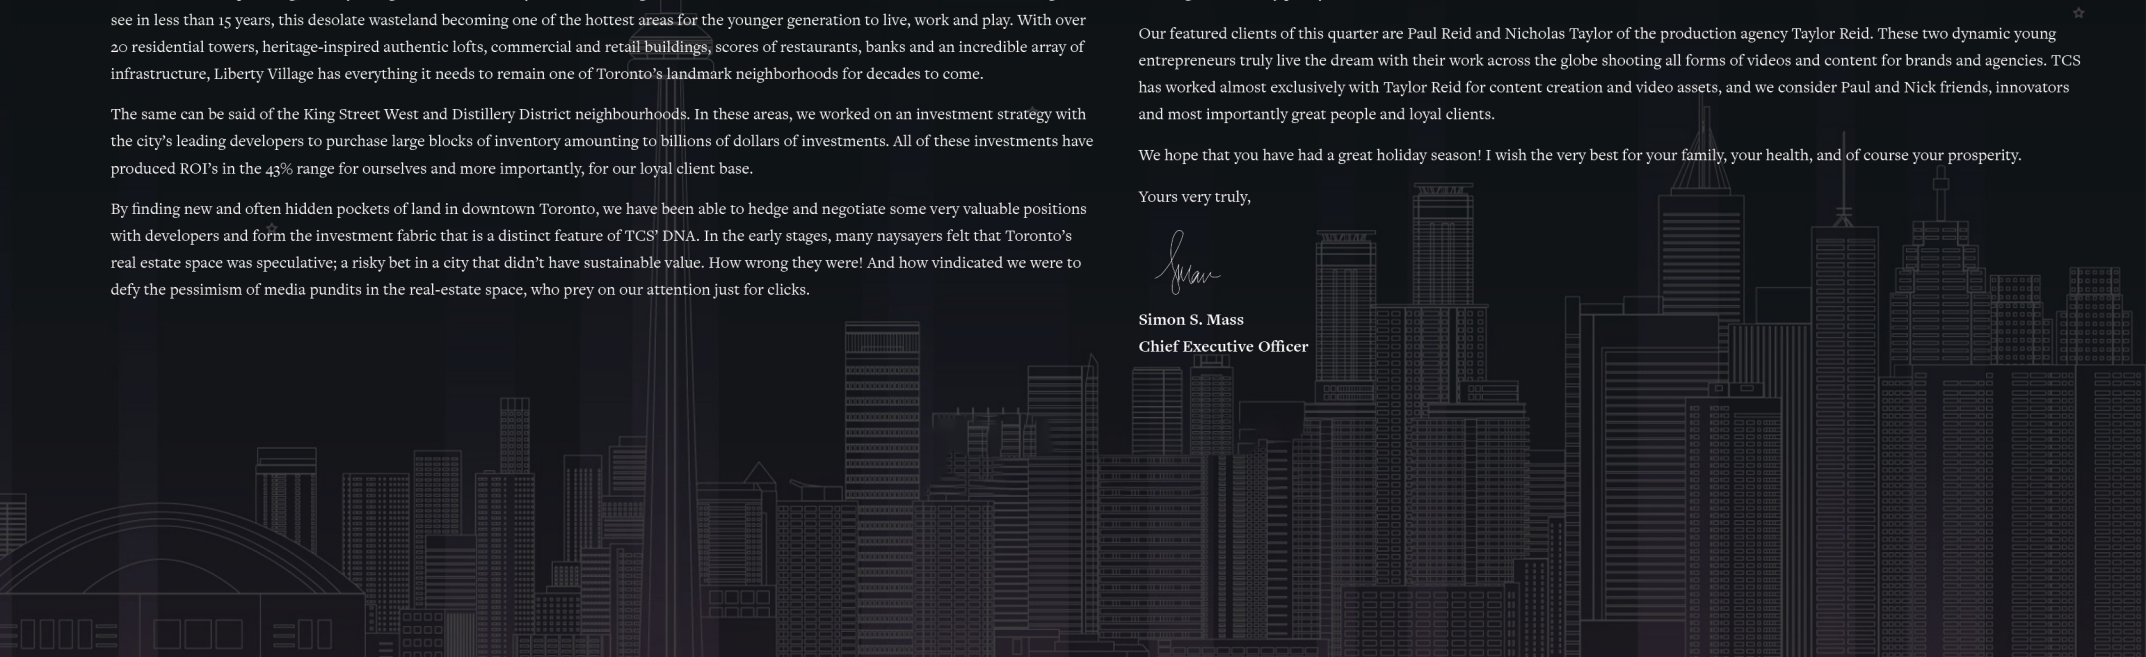 see in less than 15 years, this desolate wasteland becoming one of the hottest areas for the younger generation to live, work and play. With over
20 residential towers, heritage-inspired authentic lofts, commercial and retail buildings, scores of restaurants, banks and an incredible array of
infrastructure, Liberty Village has everything it needs to remain one of Toronto's landmark neighborhoods for decades to come.
The same can be said of the King Street West and Distillery District neighbourhoods. In these areas, we worked on an investment strategy with
the city's leading developers to purchase large blocks of inventory amounting to billions of dollars of investments. All of these investments have
produced ROI's in the 43% range for ourselves and more importantly, for our loyal client base.
By finding new and often hidden pockets of land in downtown Toronto, we have been able to hedge and negotiate some very valuable positions
with developers and form the investment fabric that is a distinct feature of TCS' DNA. In the early stages, many naysayers felt that Toronto's
real estate space was speculative; a risky bet in a city that didn't have sustainable value. How wrong they were! And how vindicated we were to
defy the pessimism of media pundits in the real-estate space, who prey on our attention just for clicks.
Our featured clients of this quarter are Paul Reid and Nicholas Taylor of the production agency Taylor Reid. These two dynamic young
entrepreneurs truly live the dream with their work across the globe shooting all forms of videos and content for brands and agencies. TCS
has worked almost exclusively with Taylor Reid for content creation and video assets, and we consider Paul and Nick friends, innovators
and most importantly great people and loyal clients.
We hope that you have had a great holiday season! I wish the very best for your family, your health, and of course your prosperity.
Yours very truly,
Simon S. Mass
Chief Executive Officer